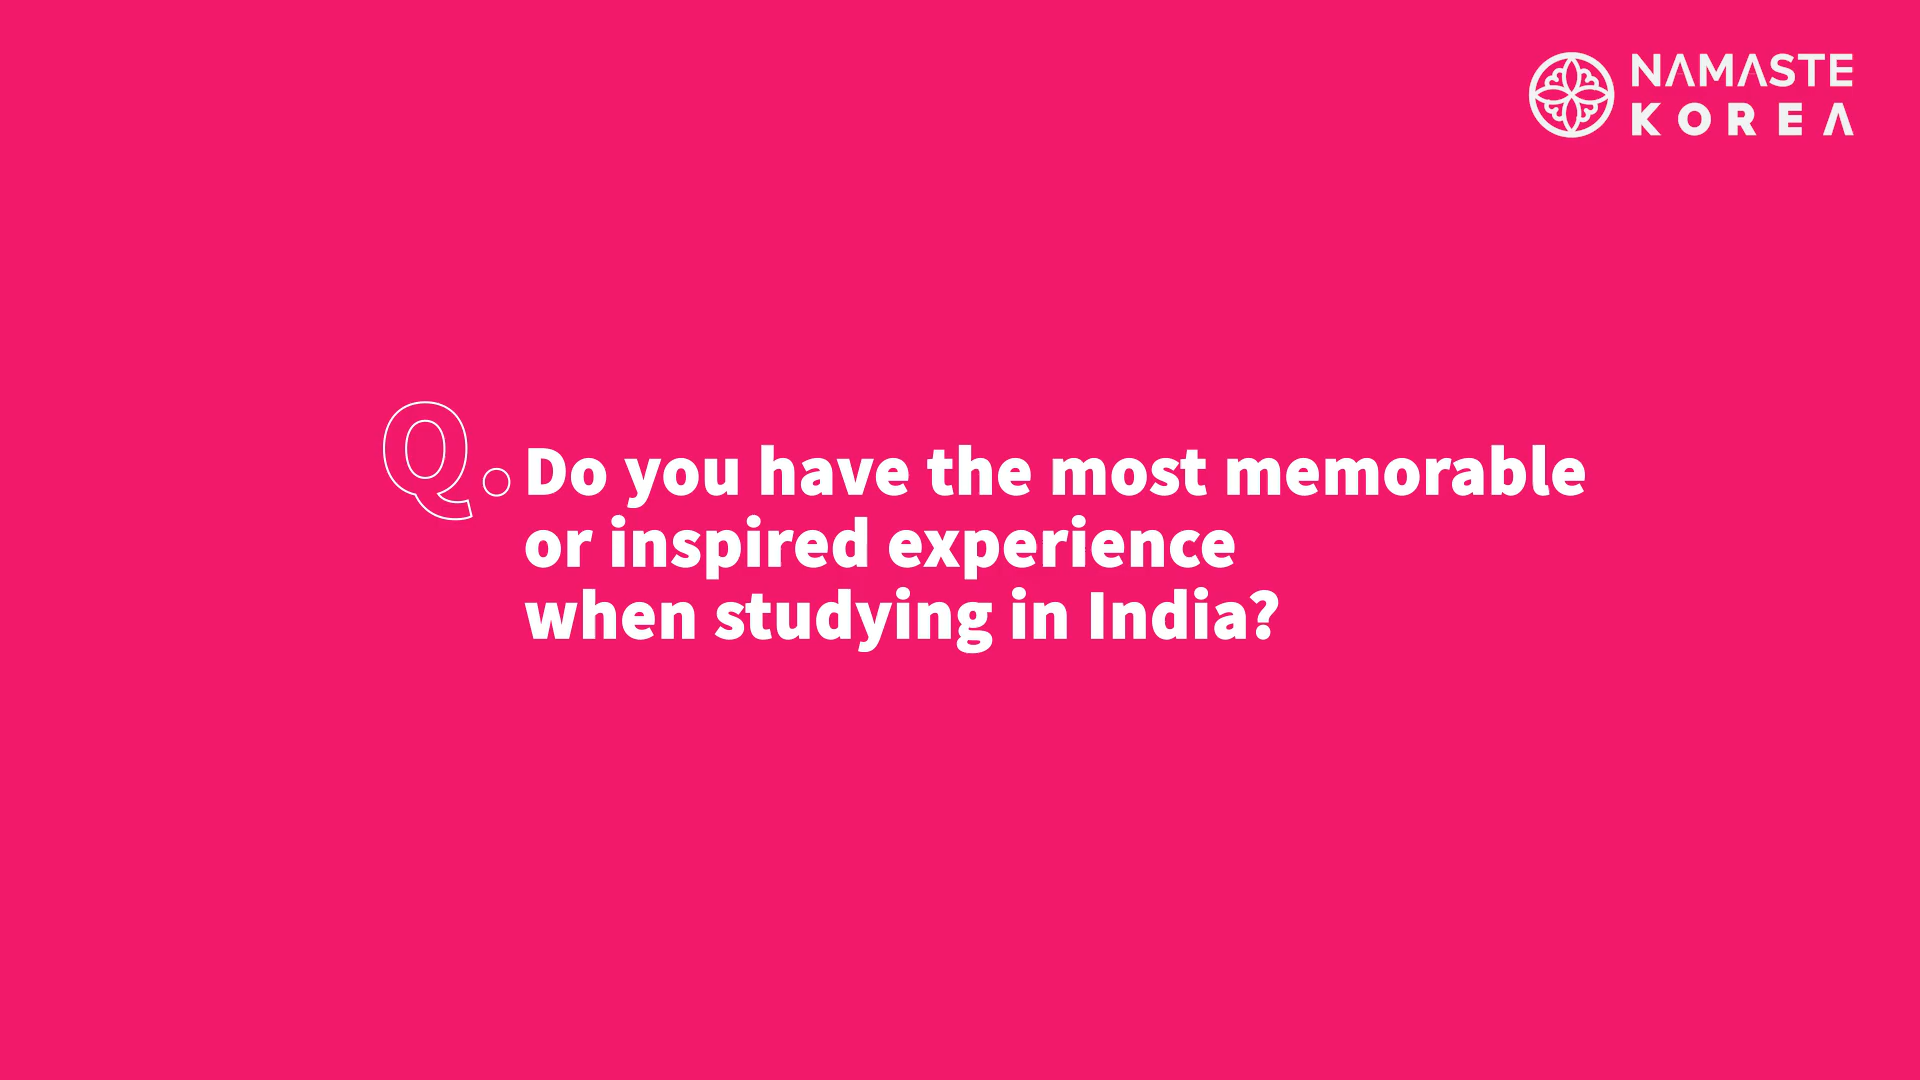 NAMASTE
KOREA
Q. Do you have the most memorable
or inspired experience
when studying in India?